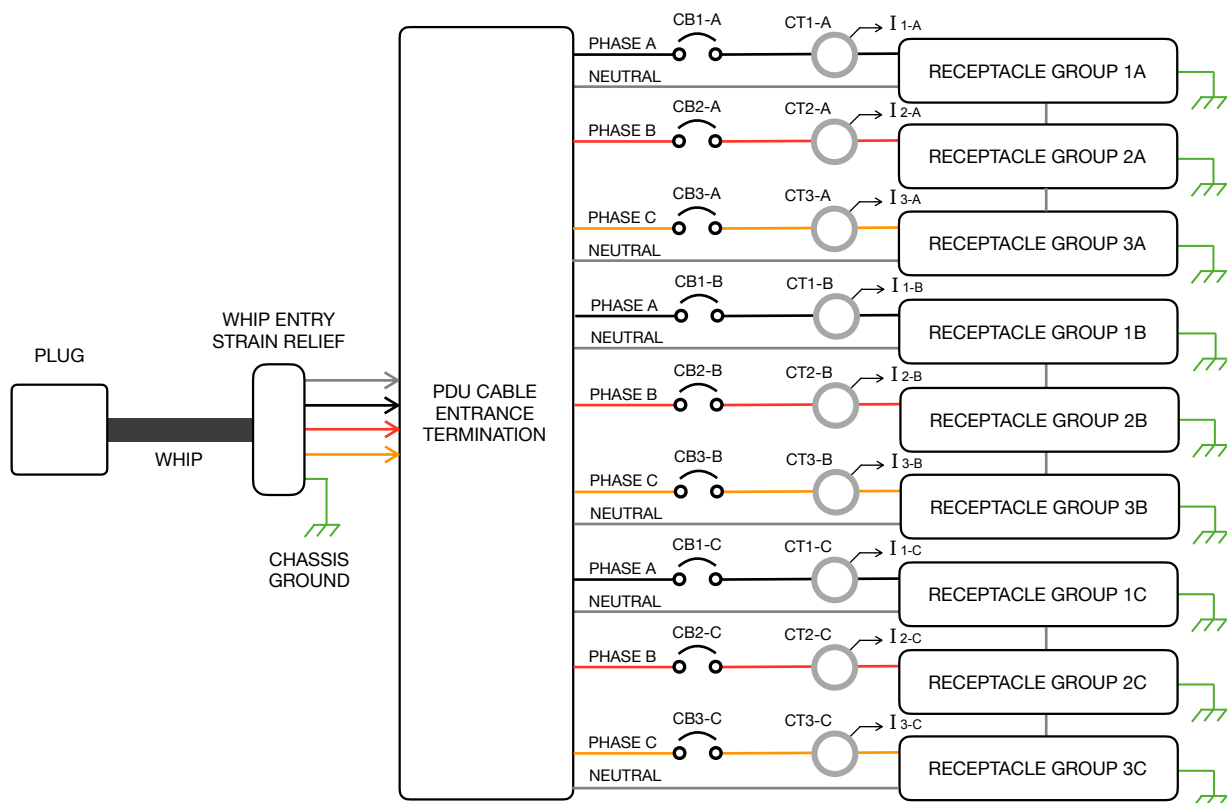 PLUG
WHIP
WHIP ENTRY
STRAIN RELIEF
CHASSIS
GROUND
PDU CABLE
ENTRANCE
TERMINATION
PHASE A
CB1-A
CT1-A
I 1-A
NEUTRAL
RECEPTACLE GROUP 1A
PHASE B
CB2-A
CT2-A
I 2-A
RECEPTACLE GROUP 2A
PHASE C
CB3-A
CT3-A
I 3-A
NEUTRAL
RECEPTACLE GROUP 3A
PHASE A
CB1-B
CT1-B
I 1-B
NEUTRAL
RECEPTACLE GROUP 1B
PHASE B
CB2-B
CT2-B
I 2-B
RECEPTACLE GROUP 2B
PHASE C
CB3-B
CT3-B
I 3-B
NEUTRAL
RECEPTACLE GROUP 3B
PHASE A
CB1-C
CT1-C
I 1-C
NEUTRAL
RECEPTACLE GROUP 1C
PHASE B
CB2-C
CT2-C
I 2-C
RECEPTACLE GROUP 2C
PHASE C
CB3-C
CT3-C
I 3-C
NEUTRAL
RECEPTACLE GROUP 3C